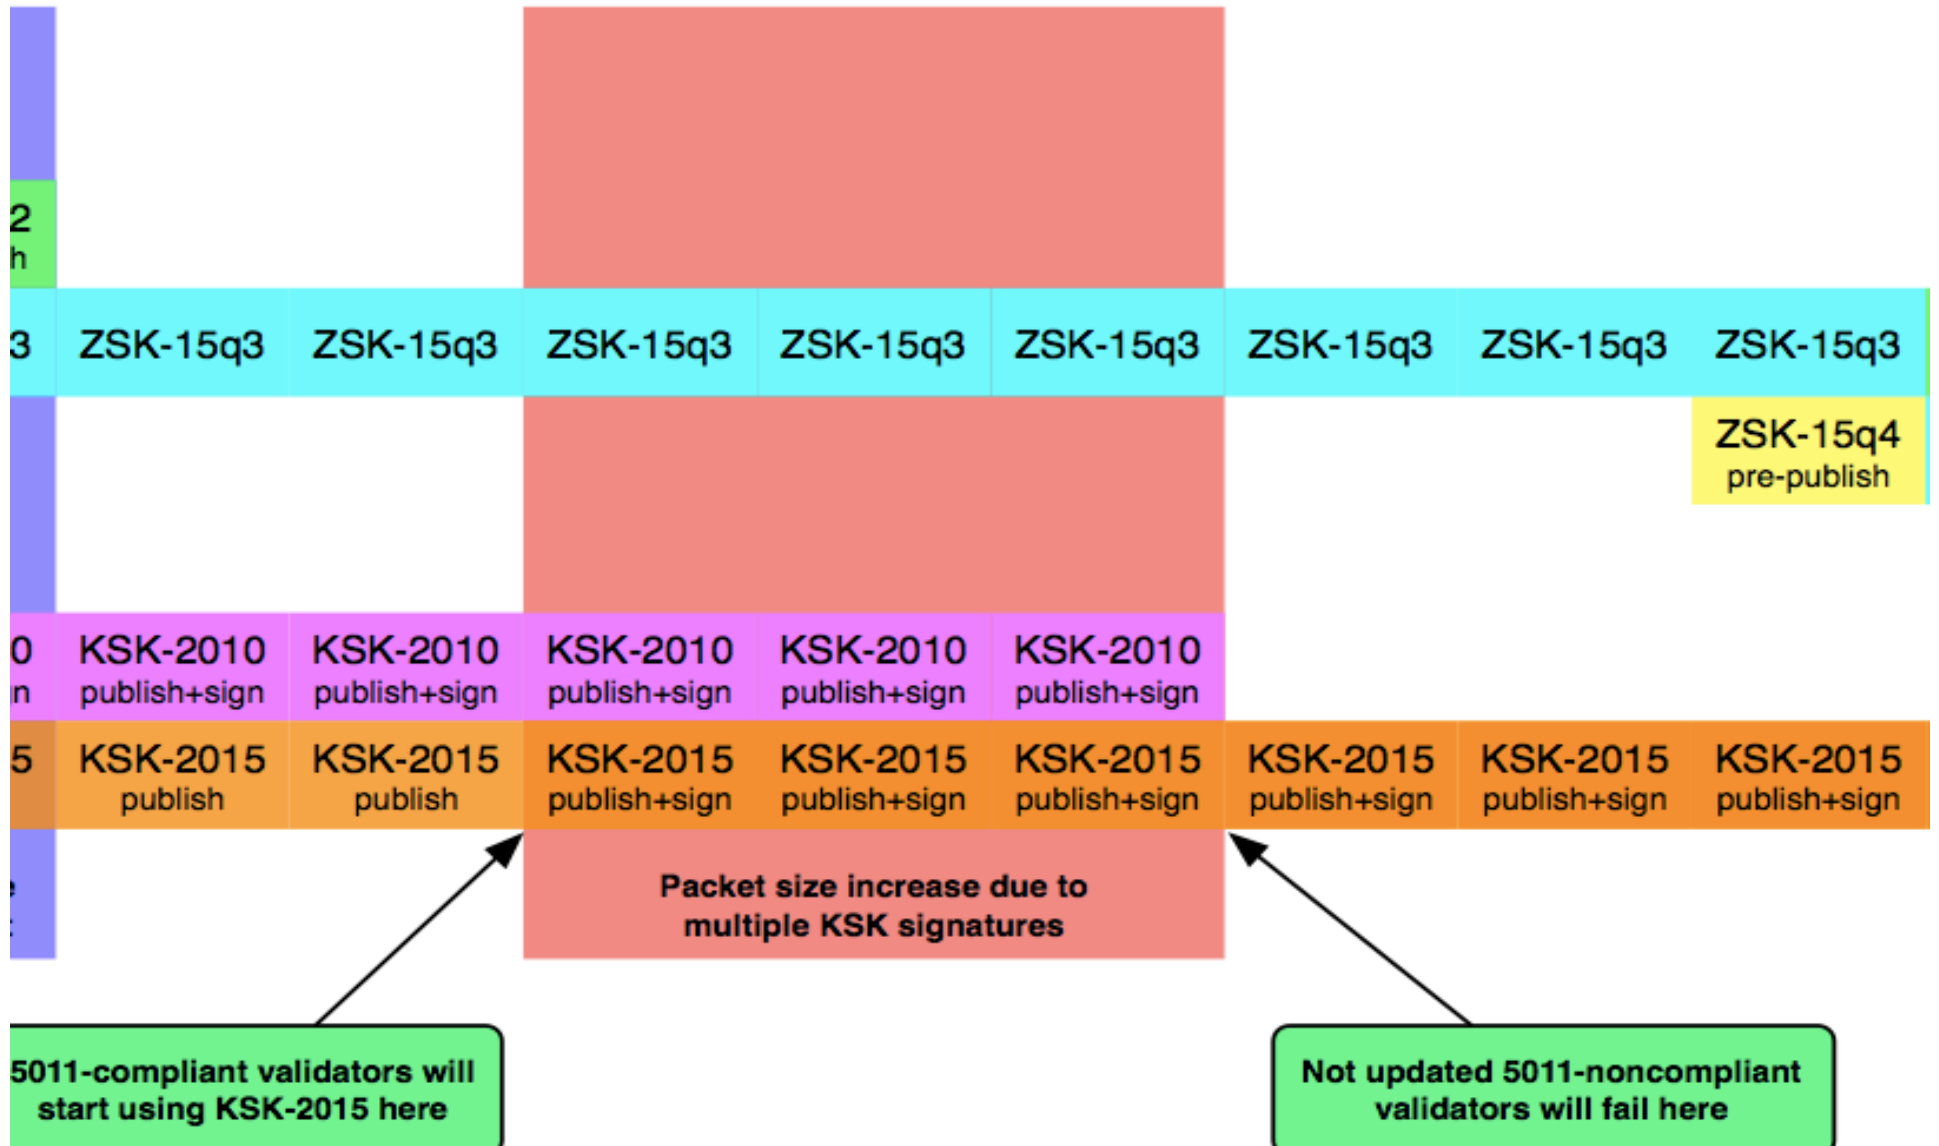 2
h
3 ZSK-15q3 ZSK-15q3 ZSK-15q3 ZSK-15q3 ZSK-15q3 ZSK-15q3 ZSK-15q3 ZSK-15q3
ZSK-15q4
pre-publish
0 KSK-2010 KSK-2010 KSK-2010 KSK-2010 KSK-2010
n publish+sign publish+sign publish+sign publish+sign publish+sign
5 KSK-2015 KSK-2015 KSK-2015 KSK-2015 KSK-2015 KSK-2015 KSK-2015 KSK-2015
publish publish publish+sign publish+sign publish+sign publish+sign publish+sign publish+sign
Packet size increase due to
multiple KSK signatures
5011-compliant validators will
start using KSK-2015 here
Not updated 5011-noncompliant
validators will fail here